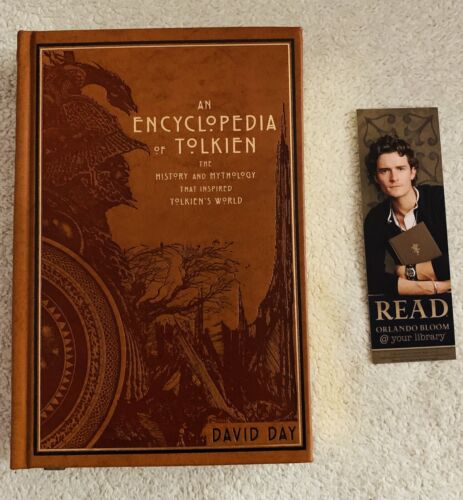 AN
ENCYCLOPEDIA
OF TOLKIEN
THE
HISTORY AND MYTHOLOGY
THAT INSPIRED
TOLKIEN'S WORLD
DAVID DAY
READ
ORLANDO BLOOM
@ your library